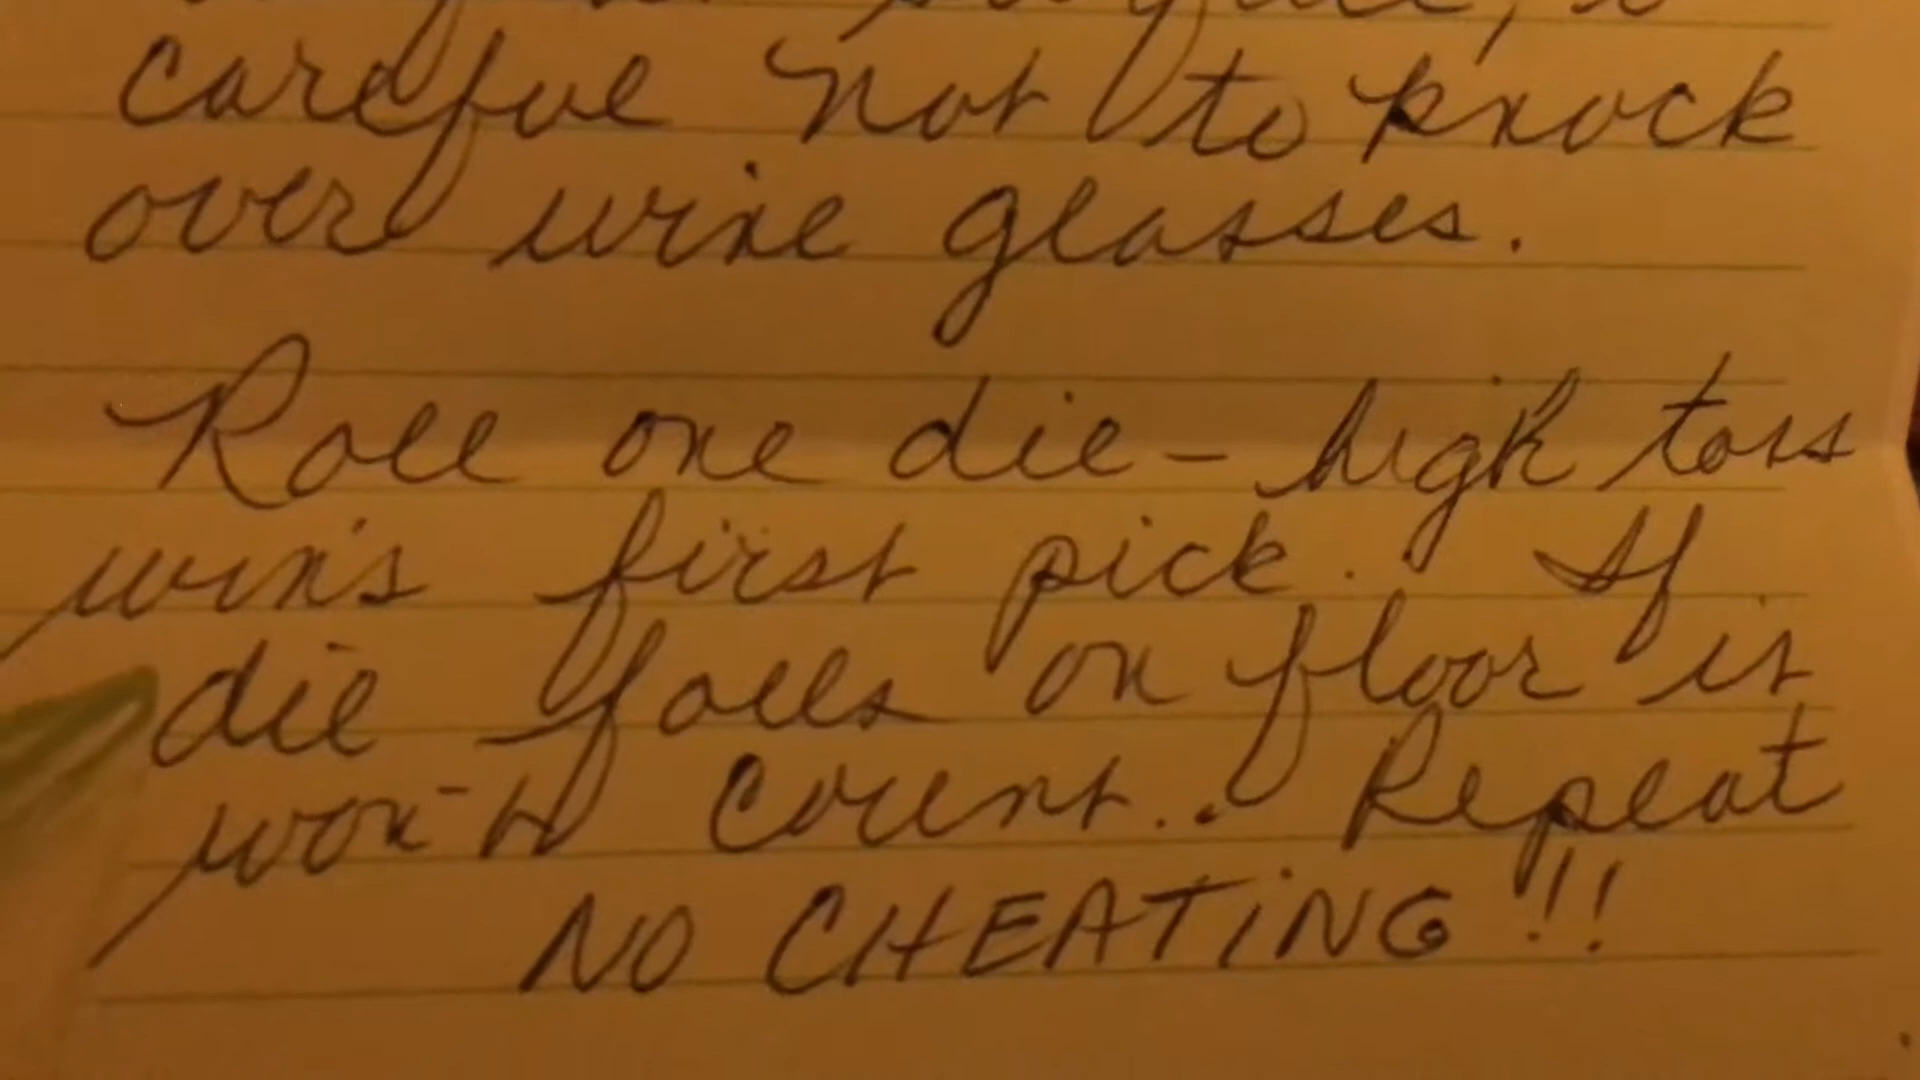 careful not to knock
over wine glasses.
Roll one die - high toss
wins first pick. If
die falls on floor it
won't count.. Repeat
NO CHEATING!!